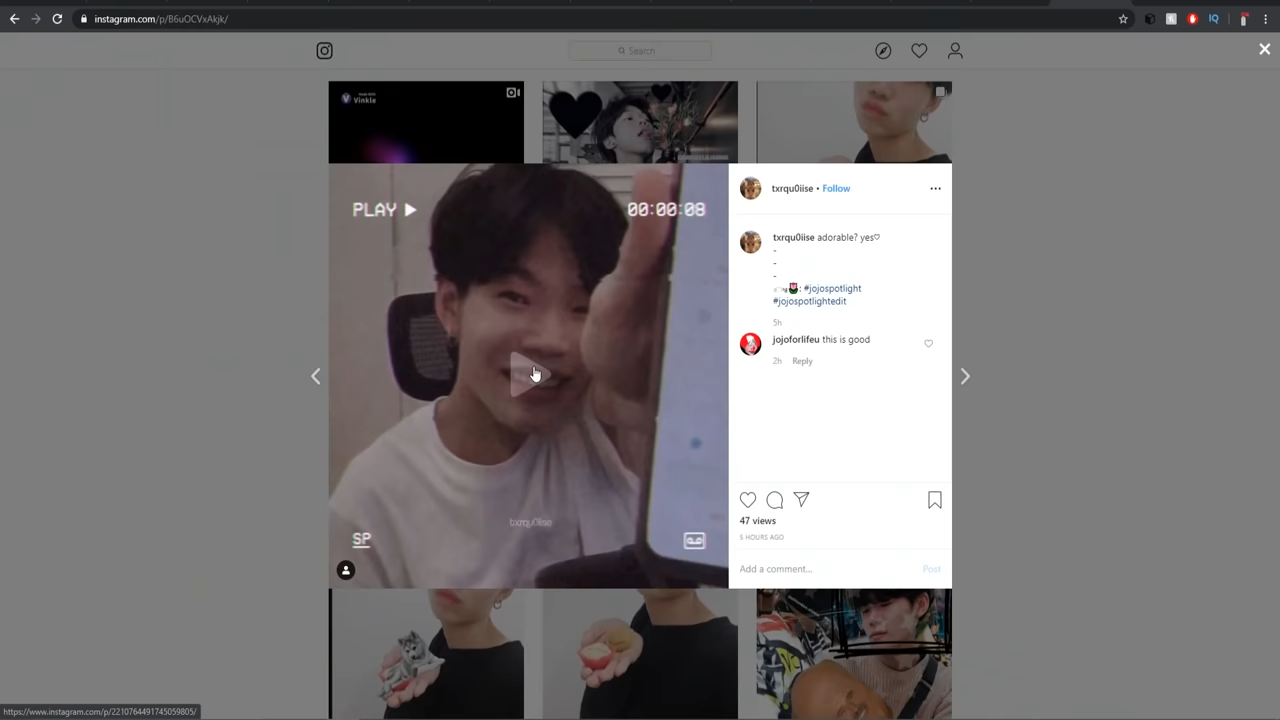 instagram.com/p/B6uOCVxAkjk/
Search
Vinkle
PLAY
00:00:08
txrqu0iise
SP
txrqu0iise • Follow
txrqu0iise adorable? yes♡
-
-
-
: #jojospotlight
#jojospotlightedit
5h
jojoforlifeu this is good
2h Reply
47 views
5 HOURS AGO
Add a comment... Post
https://www.instagram.com/p/2210764491745059805/